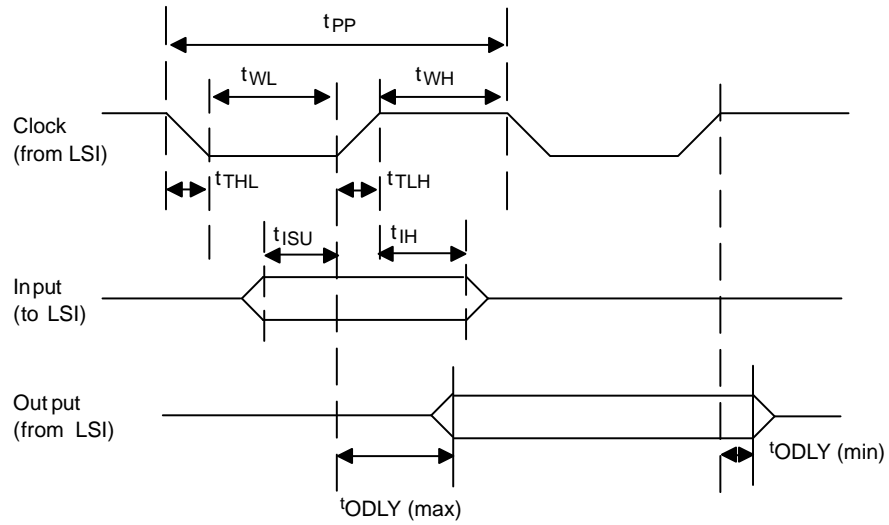 tPP
tWL
tWH
Clock
(from LSI)
tTHL
tTLH
tISU
tIH
Input
(to LSI)
Output
(from LSI)
tODLY (min)
tODLY (max)